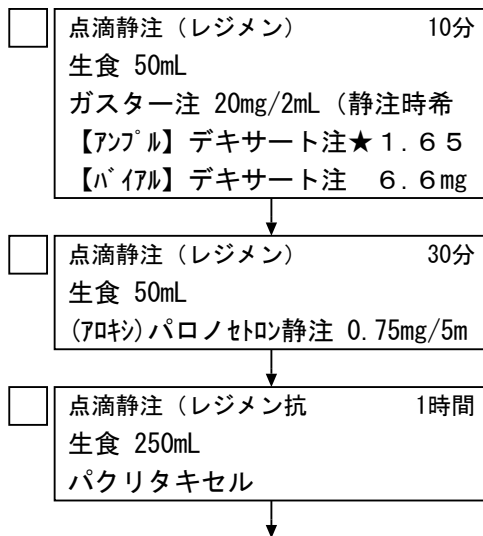 点滴静注（レジメン） 10分
生食 50mL
ガスター注 20mg/2mL（静注時希
【ｱﾝﾌﾟﾙ】デキサート注★１.６５
【ﾊﾞｲｱﾙ】デキサート注　６.６mg
点滴静注（レジメン） 30分
生食 50mL
(ｱﾛｷｼ)パロノｾﾄﾛﾝ静注 0.75mg/5m
点滴静注（レジメン抗 1時間
生食 250mL
パクリタキセル